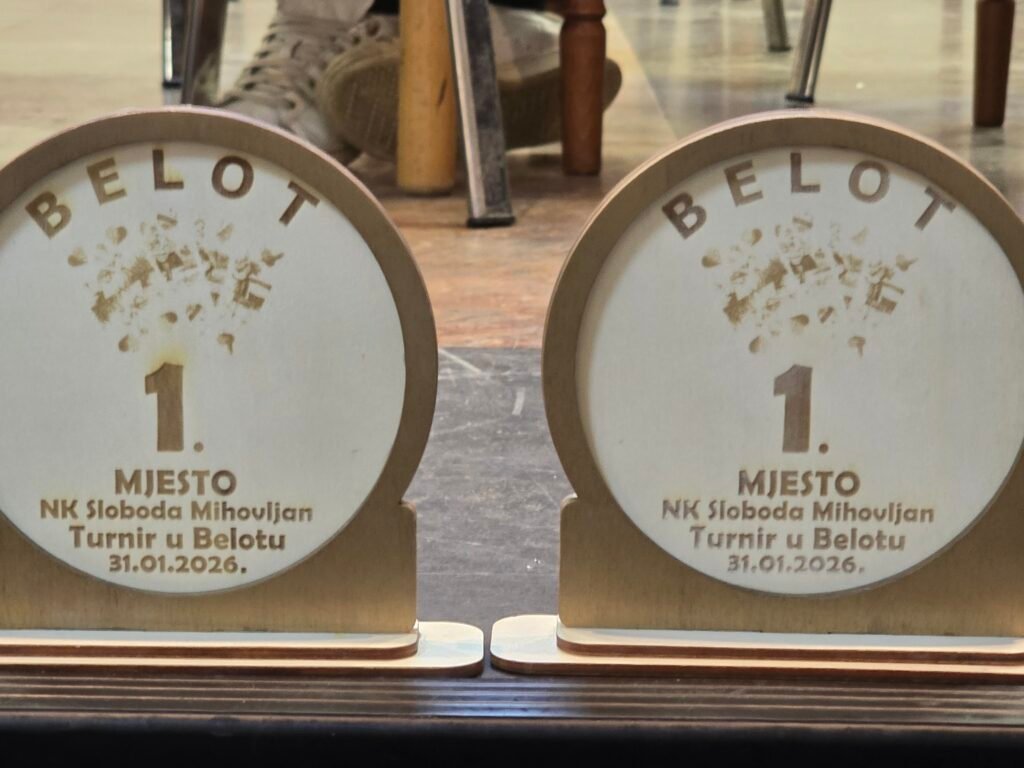 BELOT
1.
MJESTO
NK Sloboda Mihovljan
Turnir u Belotu
31.01.2026.
BELOT
1.
MJESTO
NK Sloboda Mihovljan
Turnir u Belotu
31.01.2026.